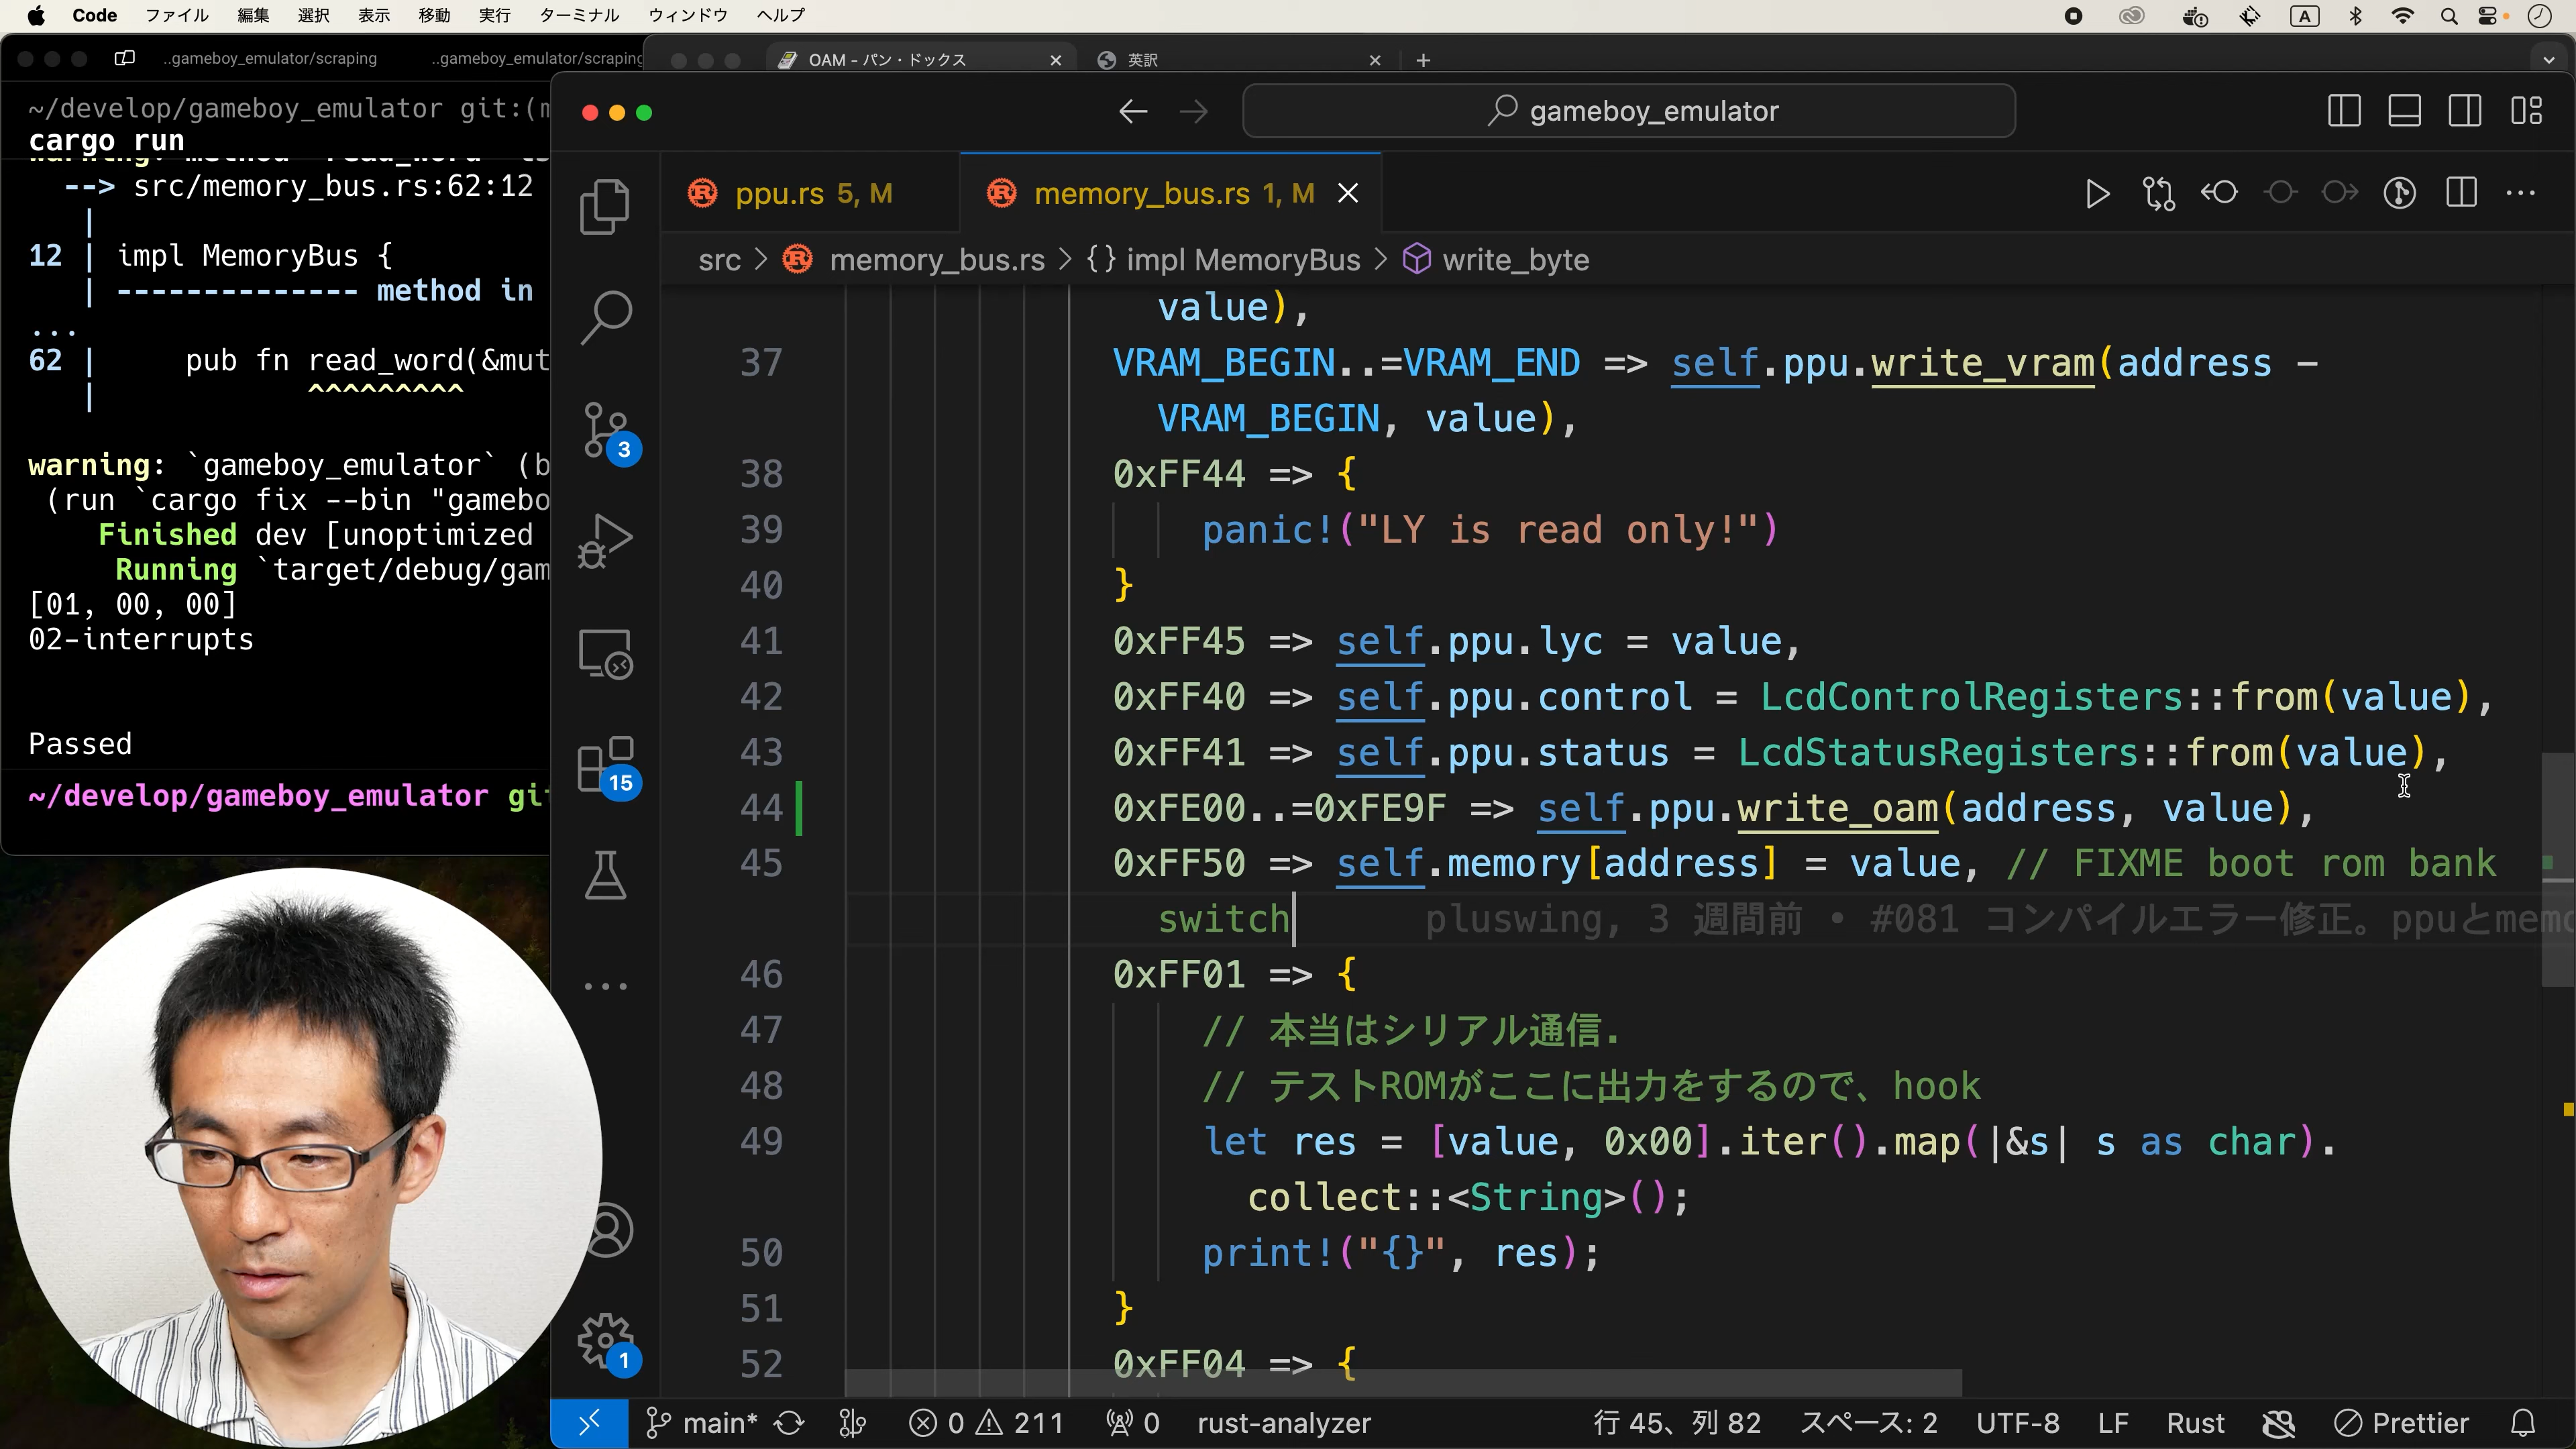 Code ファイル 編集 選択 表示 移動 実行 ターミナル ウィンドウ ヘルプ
..gameboy_emulator/scraping ..gameboy_emulator/scraping
OAM - パン・ドックス 英訳
~/develop/gameboy_emulator git:(
cargo run
--> src/memory_bus.rs:62:12
|
12 | impl MemoryBus {
| -------------- method in
...
62 | pub fn read_word(&mut
| ^^^^^^^^^
warning: `gameboy_emulator` (b
(run `cargo fix --bin "gamebo
Finished dev [unoptimized
Running `target/debug/gam
[01, 00, 00]
02-interrupts
Passed
~/develop/gameboy_emulator git
gameboy_emulator
ppu.rs 5, M
memory_bus.rs 1, M
src > memory_bus.rs > {} impl MemoryBus > write_byte
value),
37 VRAM_BEGIN..=VRAM_END => self.ppu.write_vram(address -
VRAM_BEGIN, value),
38 0xFF44 => {
39 panic!("LY is read only!")
40 }
41 0xFF45 => self.ppu.lyc = value,
42 0xFF40 => self.ppu.control = LcdControlRegisters::from(value),
43 0xFF41 => self.ppu.status = LcdStatusRegisters::from(value),
44 0xFE00..=0xFE9F => self.ppu.write_oam(address, value),
45 0xFF50 => self.memory[address] = value, // FIXME boot rom bank
switch pluswing, 3 週間前 • #081 コンパイルエラー修正。ppuとmem
46 0xFF01 => {
47 // 本当はシリアル通信.
48 // テストROMがここに出力をするので、hook
49 let res = [value, 0x00].iter().map(|&s| s as char).
collect::<String>();
50 print!("{}", res);
51 }
52 0xFF04 => {
3
15
1
main* 0 211 0 rust-analyzer 行 45、列 82 スペース: 2 UTF-8 LF Rust Prettier